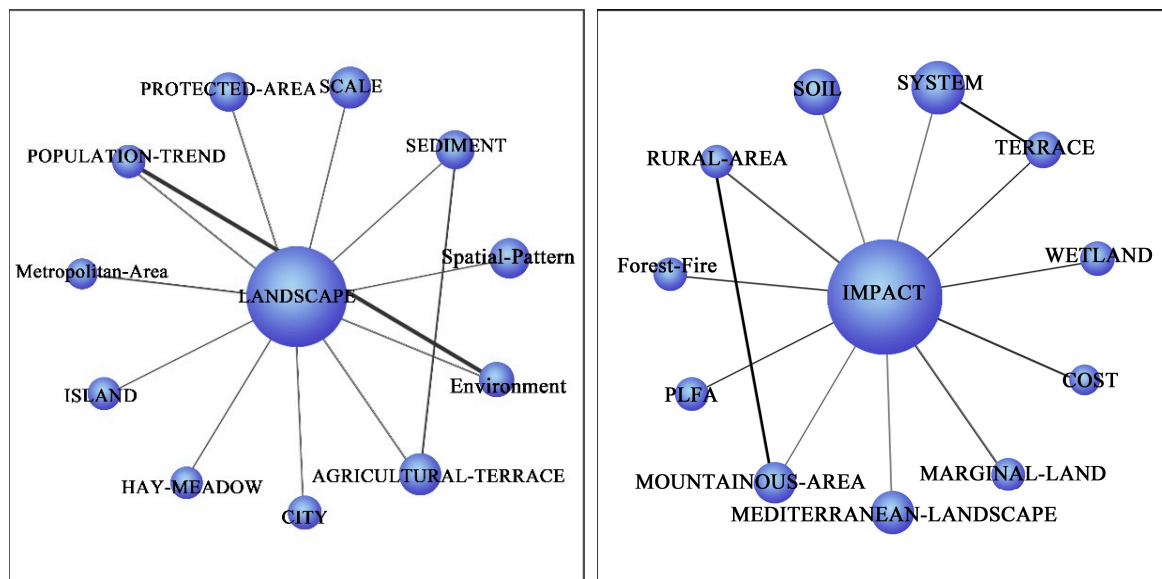 PROTECTED-AREA
SCALE
SEDIMENT
POPULATION-TREND
Spatial-Pattern
Metropolitan-Area
LANDSCAPE
Environment
ISLAND
AGRICULTURAL-TERRACE
HAY-MEADOW
CITY
SYSTEM
SOIL
TERRACE
RURAL-AREA
WETLAND
Forest-Fire
IMPACT
COST
PLFA
MARGINAL-LAND
MOUNTAINOUS-AREA
MEDITERRANEAN-LANDSCAPE